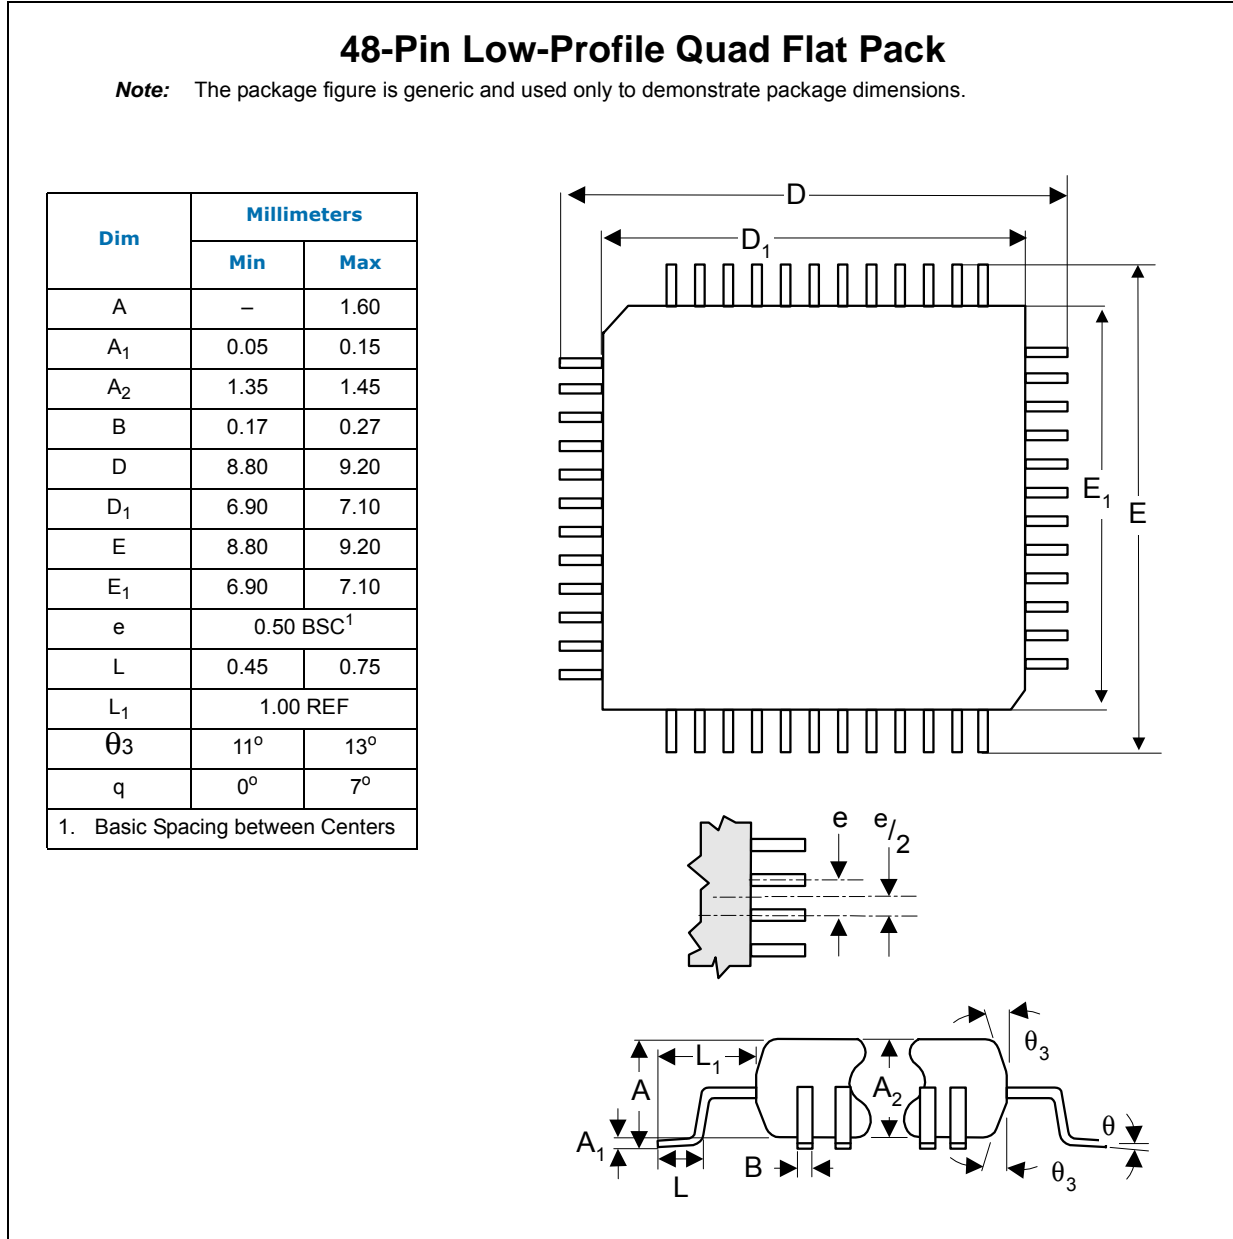 48-Pin Low-Profile Quad Flat Pack
Note: The package figure is generic and used only to demonstrate package dimensions.
Dim Millimeters
Min Max
A – 1.60
A1 0.05 0.15
A2 1.35 1.45
B 0.17 0.27
D 8.80 9.20
D1 6.90 7.10
E 8.80 9.20
E1 6.90 7.10
e 0.50 BSC1
L 0.45 0.75
L1 1.00 REF
θ3 11o 13o
q 0o 7o
1. Basic Spacing between Centers
D
D1
E1
E
e
e/2
L1
A
A2
A1
L
B
θ3
θ
θ3